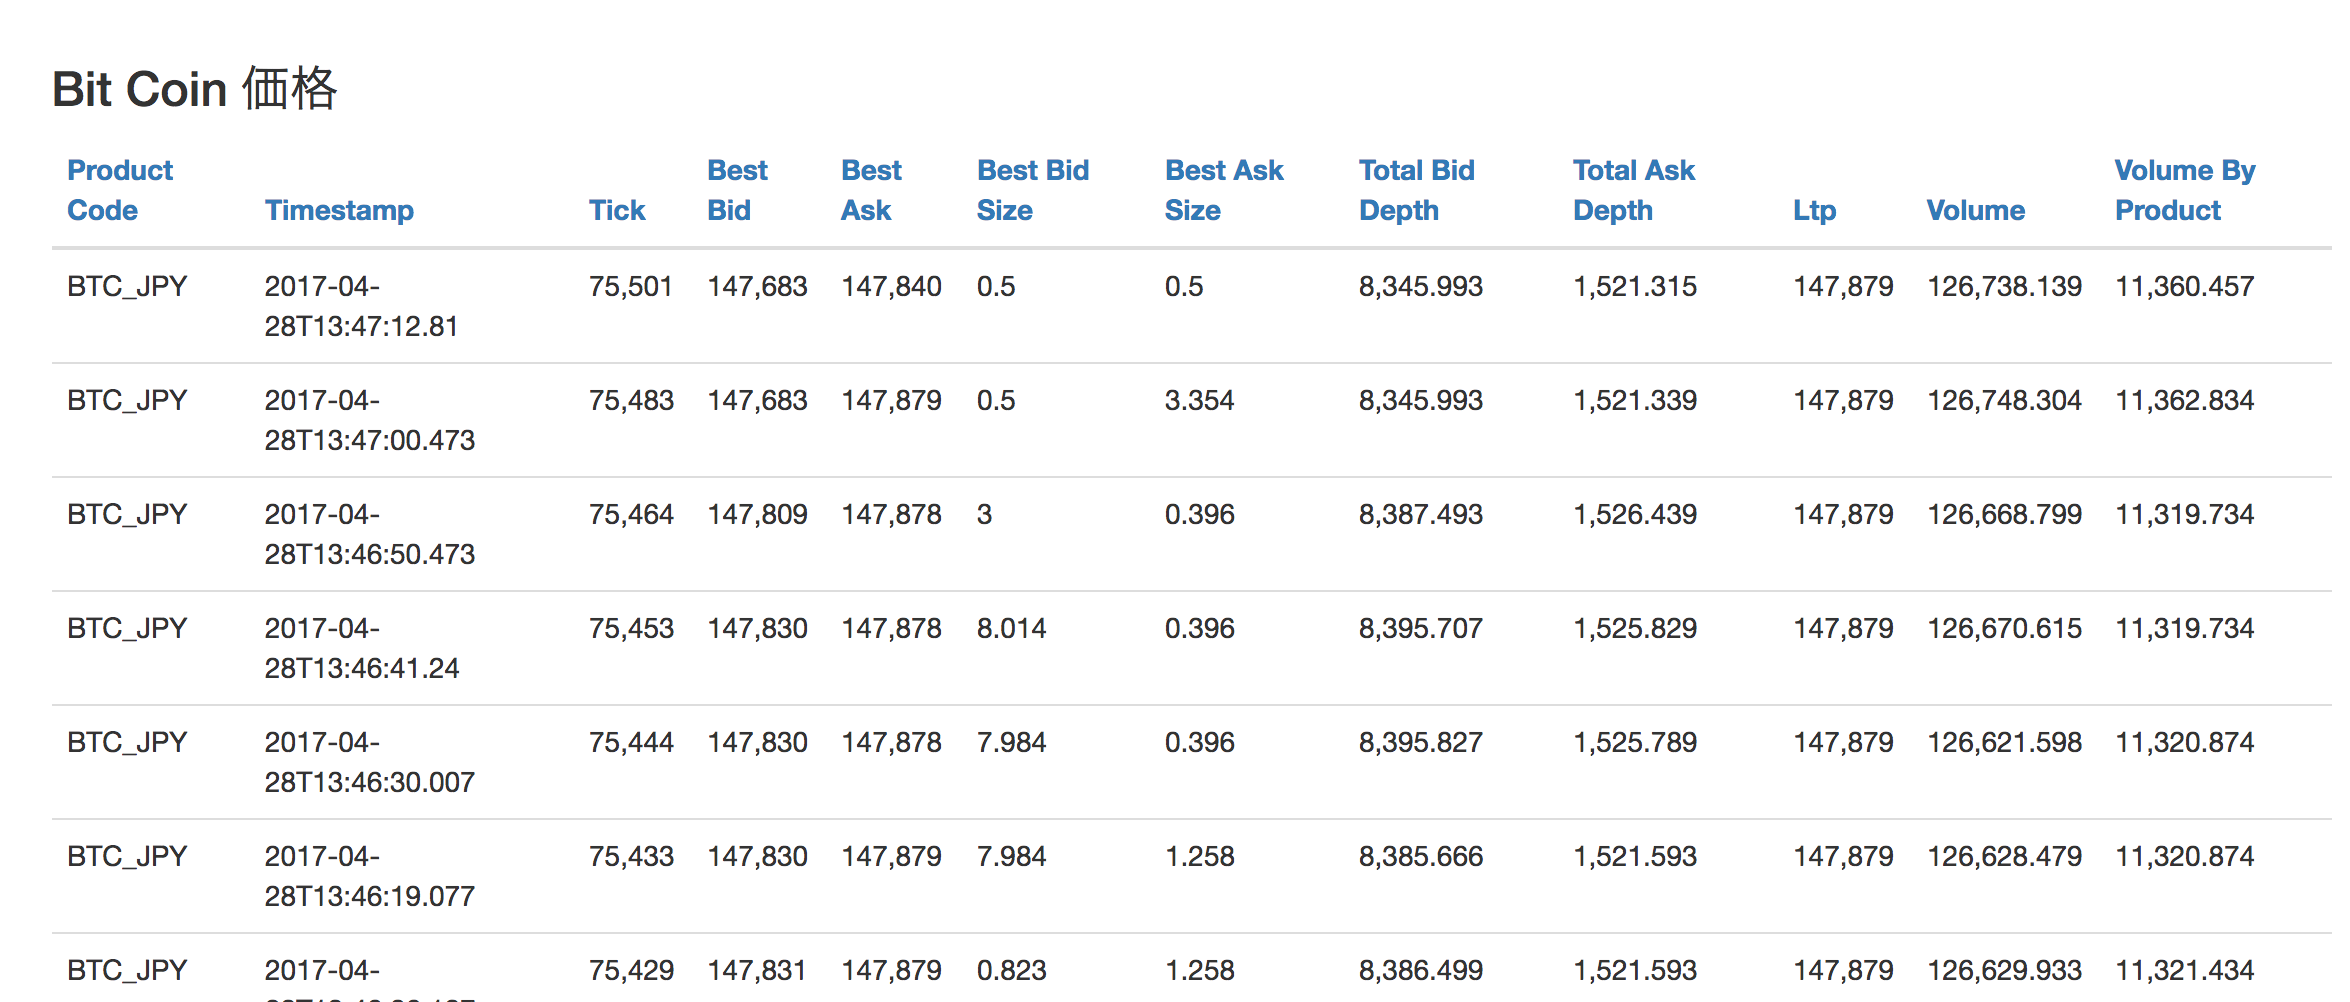 Bit Coin 価格
Product Code Timestamp Tick Best Bid Best Ask Best Bid Size Best Ask Size Total Bid Depth Total Ask Depth Ltp Volume Volume By Product
BTC_JPY 2017-04-28T13:47:12.81 75,501 147,683 147,840 0.5 0.5 8,345.993 1,521.315 147,879 126,738.139 11,360.457
BTC_JPY 2017-04-28T13:47:00.473 75,483 147,683 147,879 0.5 3.354 8,345.993 1,521.339 147,879 126,748.304 11,362.834
BTC_JPY 2017-04-28T13:46:50.473 75,464 147,809 147,878 3 0.396 8,387.493 1,526.439 147,879 126,668.799 11,319.734
BTC_JPY 2017-04-28T13:46:41.24 75,453 147,830 147,878 8.014 0.396 8,395.707 1,525.829 147,879 126,670.615 11,319.734
BTC_JPY 2017-04-28T13:46:30.007 75,444 147,830 147,878 7.984 0.396 8,395.827 1,525.789 147,879 126,621.598 11,320.874
BTC_JPY 2017-04-28T13:46:19.077 75,433 147,830 147,879 7.984 1.258 8,385.666 1,521.593 147,879 126,628.479 11,320.874
BTC_JPY 2017-04- 75,429 147,831 147,879 0.823 1.258 8,386.499 1,521.593 147,879 126,629.933 11,321.434